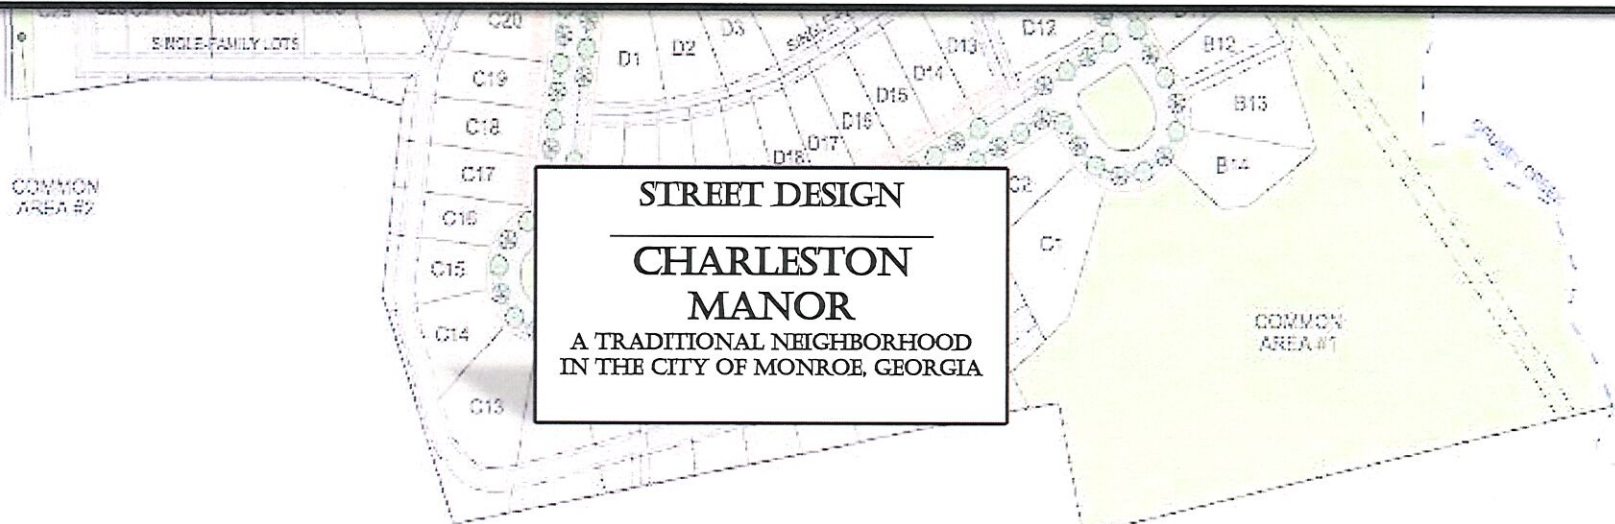 C20
SINGLE-FAMILY LOTS
D1
D2
D3
D12
D13
B12
C19
D14
D15
B13
C18
D16
D17
D18
C17
C2
B14
COMMON
AREA #2
C16
C15
C1
C14
C13
STREET DESIGN
CHARLESTON
MANOR
A TRADITIONAL NEIGHBORHOOD
IN THE CITY OF MONROE, GEORGIA
COMMON
AREA #1